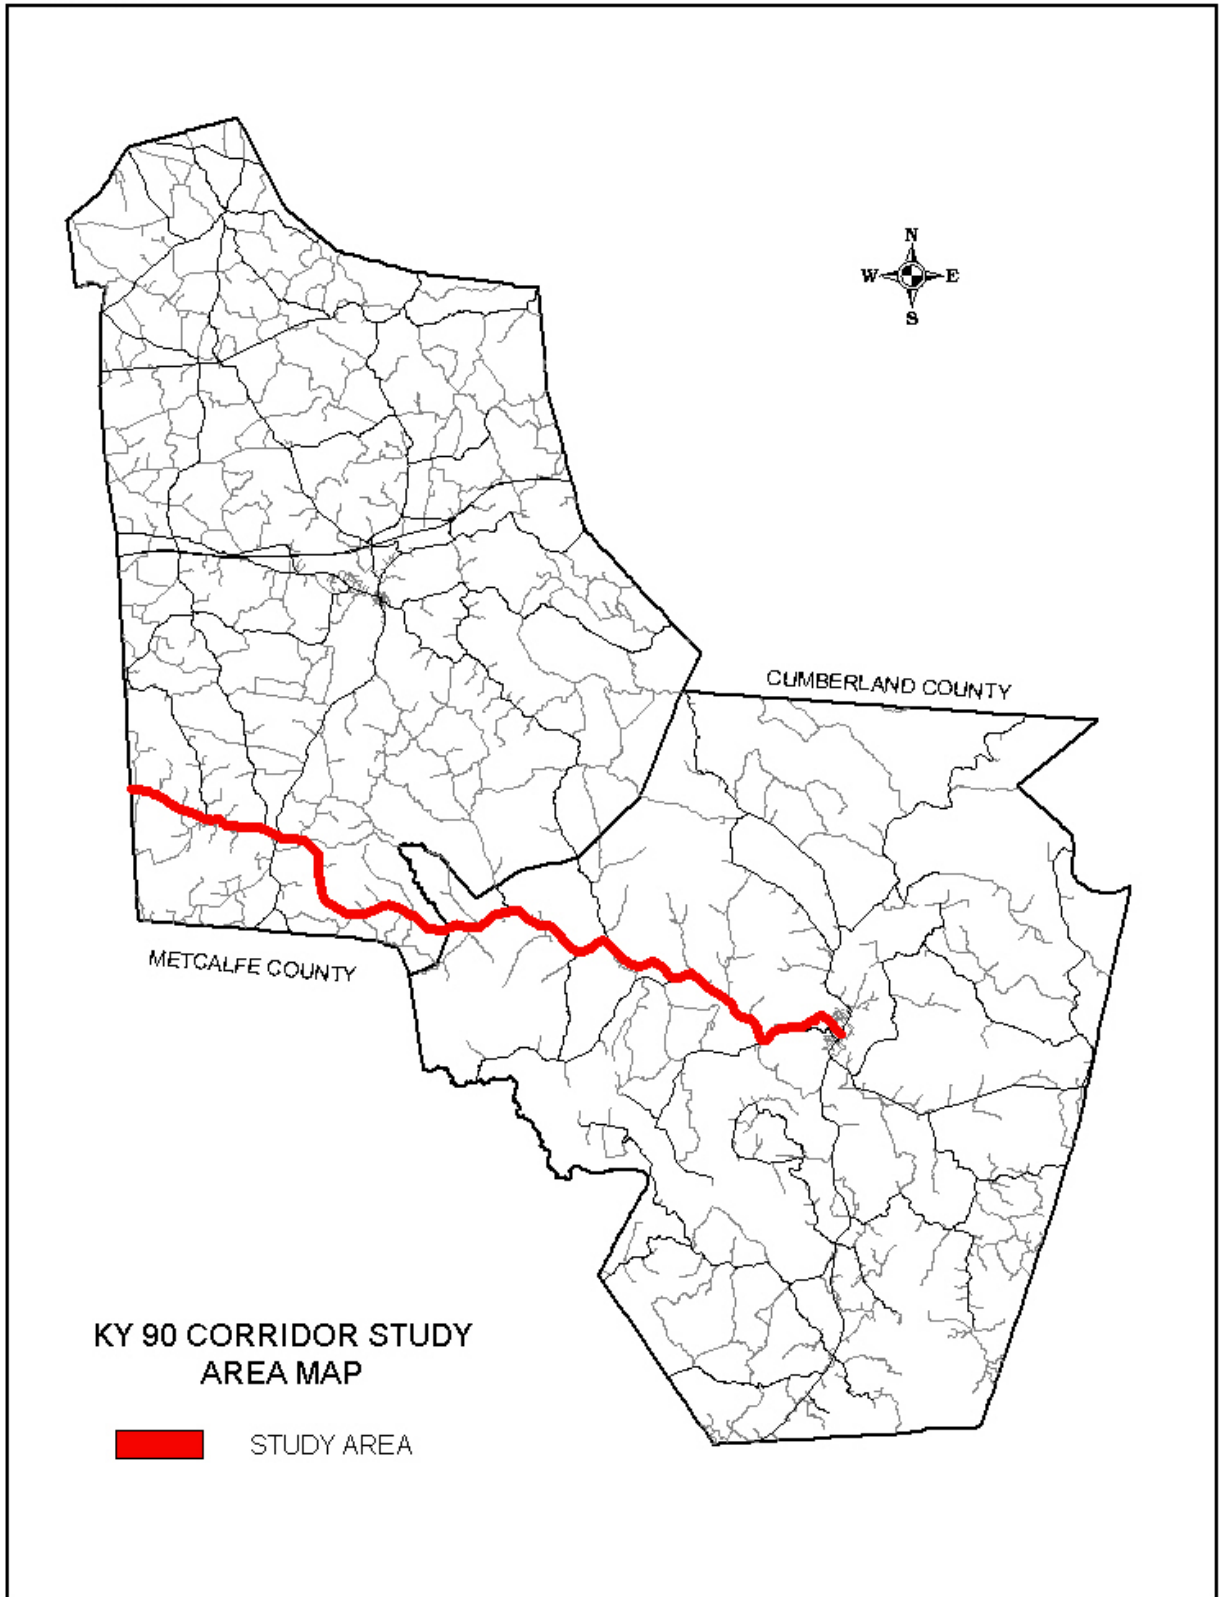 N
W E
S
CUMBERLAND COUNTY
METCALFE COUNTY
KY 90 CORRIDOR STUDY
AREA MAP
STUDY AREA